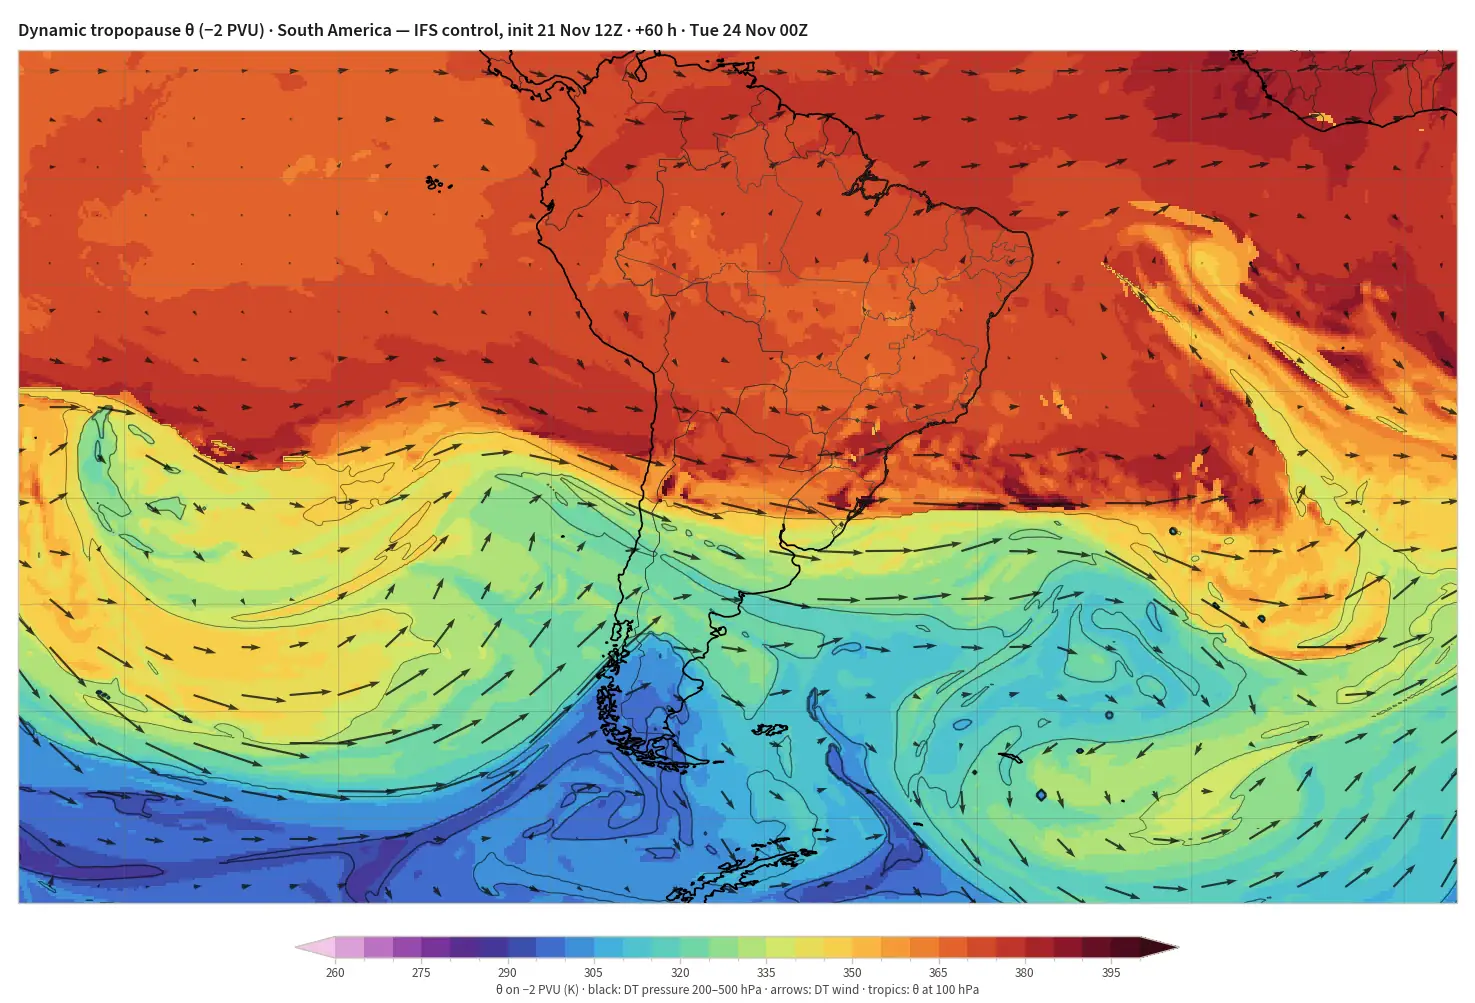 Dynamic tropopause θ (−2 PVU) · South America — IFS control, init 21 Nov 12Z · +60 h · Tue 24 Nov 00Z
260 275 290 305 320 335 350 365 380 395
θ on −2 PVU (K) · black: DT pressure 200–500 hPa · arrows: DT wind · tropics: θ at 100 hPa